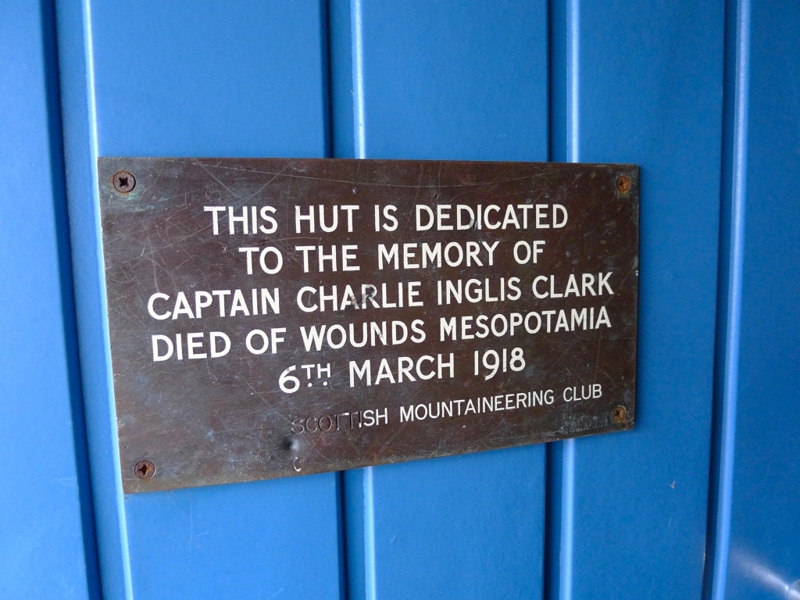 THIS HUT IS DEDICATED
TO THE MEMORY OF
CAPTAIN CHARLIE INGLIS CLARK
DIED OF WOUNDS MESOPOTAMIA
6TH MARCH 1918
SCOTTISH MOUNTAINEERING CLUB